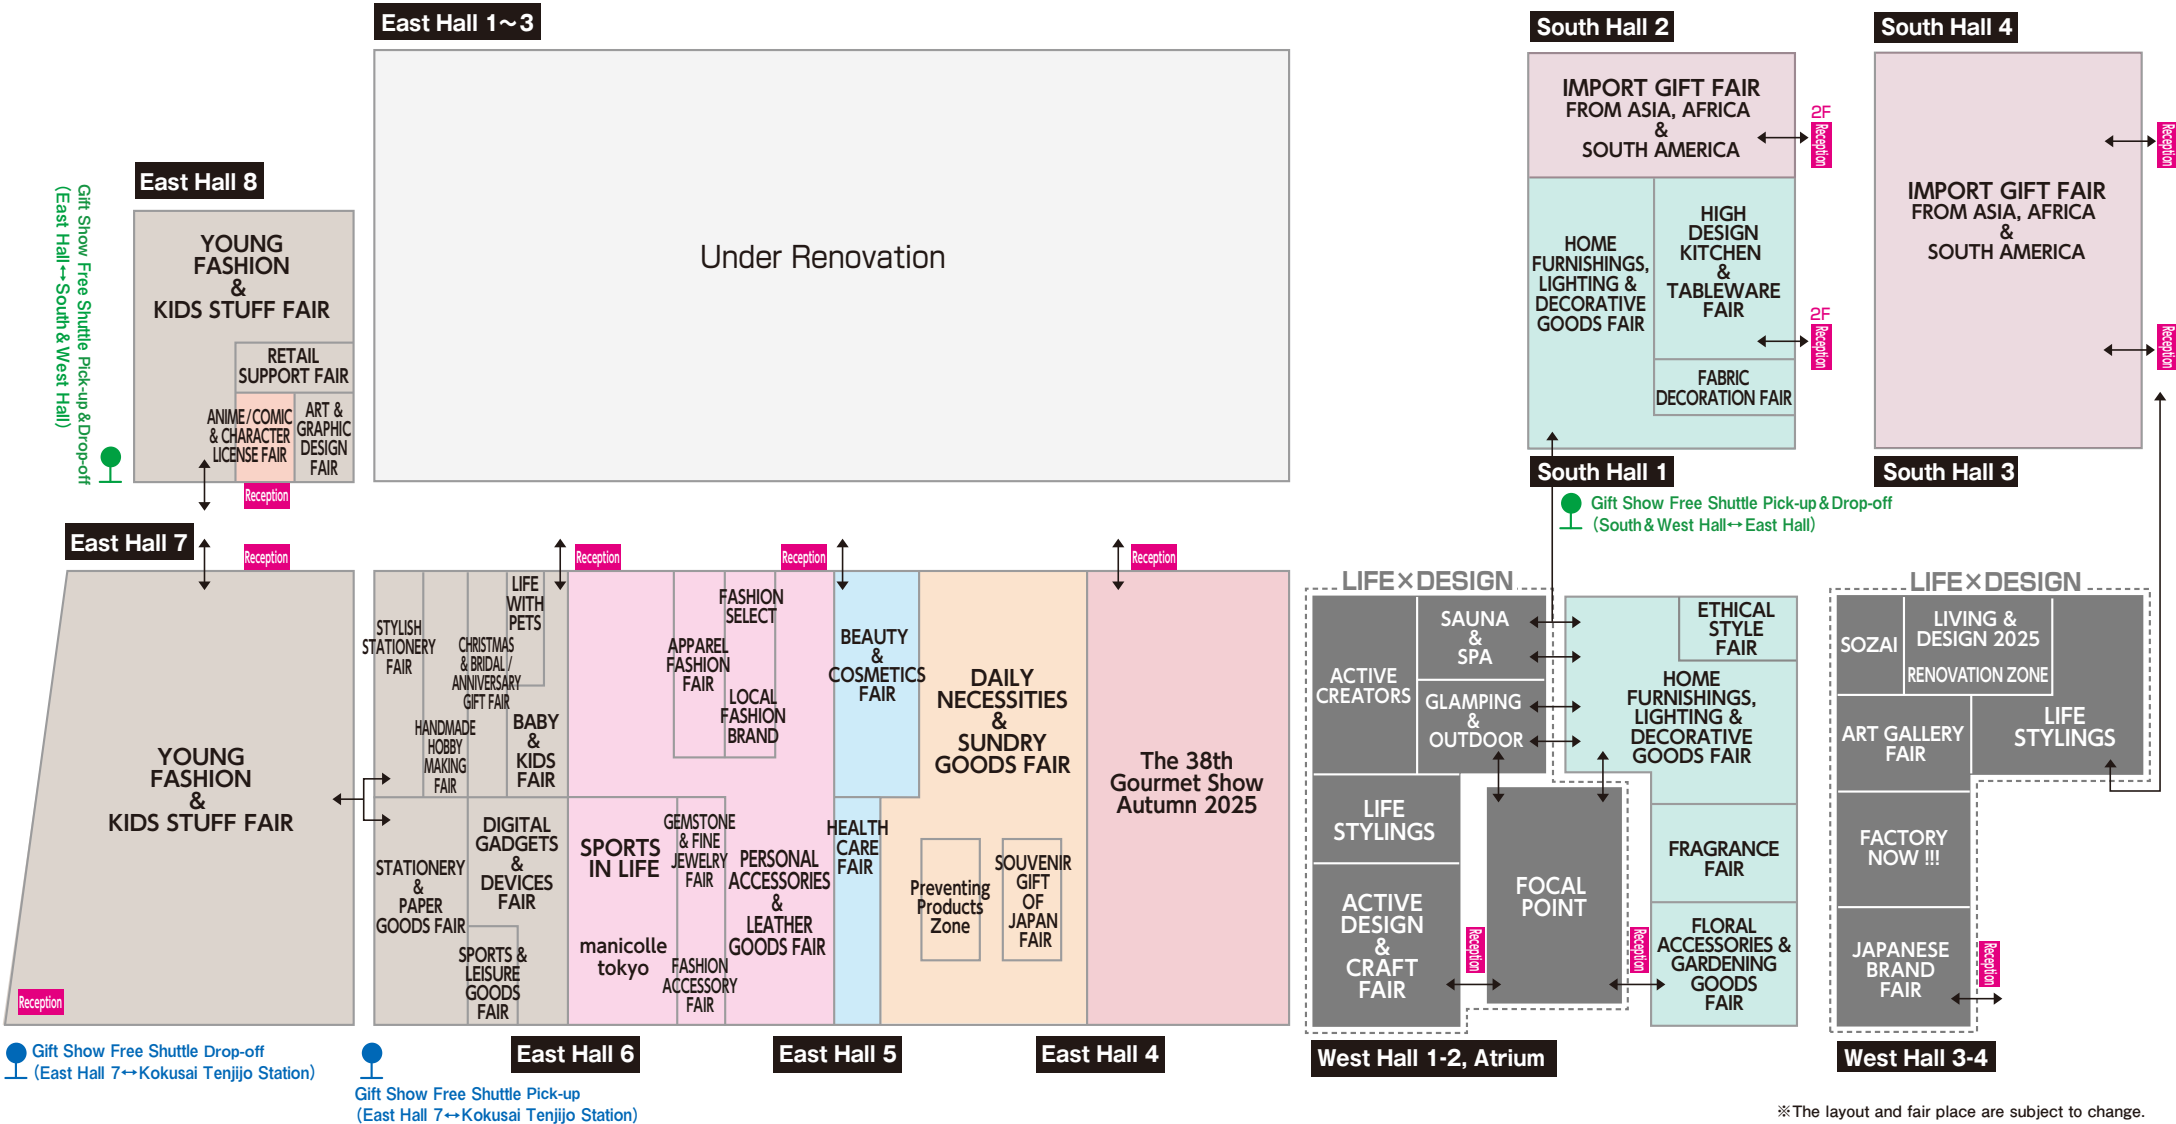 East Hall 1～3
Under Renovation
South Hall 2
IMPORT GIFT FAIR
FROM ASIA, AFRICA
&
SOUTH AMERICA
2F
Reception
HOME
FURNISHINGS,
LIGHTING &
DECORATIVE
GOODS FAIR
HIGH
DESIGN
KITCHEN
&
TABLEWARE
FAIR
2F
Reception
FABRIC
DECORATION FAIR
South Hall 1
South Hall 4
IMPORT GIFT FAIR
FROM ASIA, AFRICA
&
SOUTH AMERICA
Reception
Reception
South Hall 3
Gift Show Free Shuttle Pick-up&Drop-off
(South&West Hall↔East Hall)
East Hall 8
Gift Show Free Shuttle Pick-up&Drop-off
(East Hall↔South&West Hall)
YOUNG
FASHION
&
KIDS STUFF FAIR
RETAIL
SUPPORT FAIR
ANIME/COMIC
& CHARACTER
LICENSE FAIR
ART &
GRAPHIC
DESIGN
FAIR
Reception
East Hall 7
Reception
YOUNG
FASHION
&
KIDS STUFF FAIR
Reception
Gift Show Free Shuttle Drop-off
(East Hall 7↔Kokusai Tenjijo Station)
STYLISH
STATIONERY
FAIR
HANDMADE
HOBBY
MAKING
FAIR
CHRISTMAS
& BRIDAL /
ANNIVERSARY
GIFT FAIR
LIFE
WITH
PETS
BABY
&
KIDS
FAIR
STATIONERY
&
PAPER
GOODS FAIR
DIGITAL
GADGETS
&
DEVICES
FAIR
SPORTS &
LEISURE
GOODS
FAIR
Reception
SPORTS
IN LIFE
manicolle
tokyo
APPAREL
FASHION
FAIR
FASHION
SELECT
LOCAL
FASHION
BRAND
GEMSTONE
& FINE
JEWELRY
FAIR
FASHION
ACCESSORY
FAIR
PERSONAL
ACCESSORIES
&
LEATHER
GOODS FAIR
Reception
BEAUTY
&
COSMETICS
FAIR
HEALTH
CARE
FAIR
DAILY
NECESSITIES
&
SUNDRY
GOODS FAIR
Preventing
Products
Zone
SOUVENIR
GIFT
OF
JAPAN
FAIR
Reception
The 38th
Gourmet Show
Autumn 2025
East Hall 6
East Hall 5
East Hall 4
Gift Show Free Shuttle Pick-up
(East Hall 7↔Kokusai Tenjijo Station)
LIFE×DESIGN
ACTIVE
CREATORS
SAUNA
&
SPA
GLAMPING
&
OUTDOOR
LIFE
STYLINGS
ACTIVE
DESIGN
&
CRAFT
FAIR
Reception
FOCAL
POINT
Reception
ETHICAL
STYLE
FAIR
HOME
FURNISHINGS,
LIGHTING &
DECORATIVE
GOODS FAIR
FRAGRANCE
FAIR
FLORAL
ACCESSORIES &
GARDENING
GOODS
FAIR
West Hall 1-2, Atrium
LIFE×DESIGN
SOZAI
LIVING &
DESIGN 2025
RENOVATION ZONE
ART GALLERY
FAIR
LIFE
STYLINGS
FACTORY
NOW !!!
JAPANESE
BRAND
FAIR
Reception
West Hall 3-4
※The layout and fair place are subject to change.